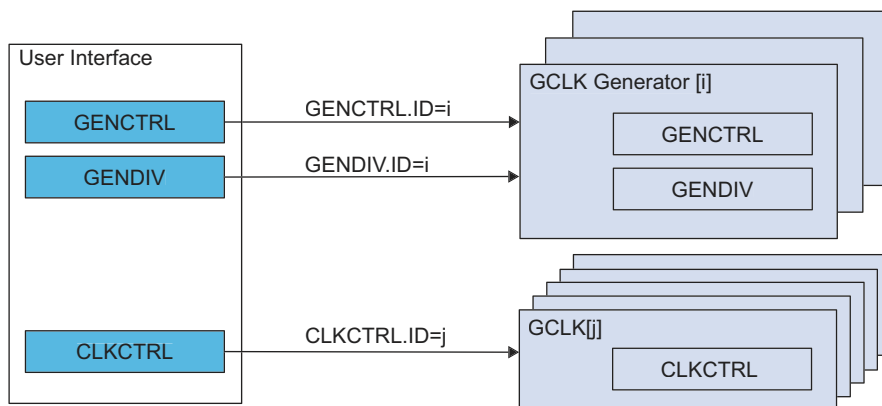 User Interface
GENCTRL
GENDIV
CLKCTRL
GENCTRL.ID=i
GENDIV.ID=i
CLKCTRL.ID=j
GCLK Generator [i]
GENCTRL
GENDIV
GCLK[j]
CLKCTRL